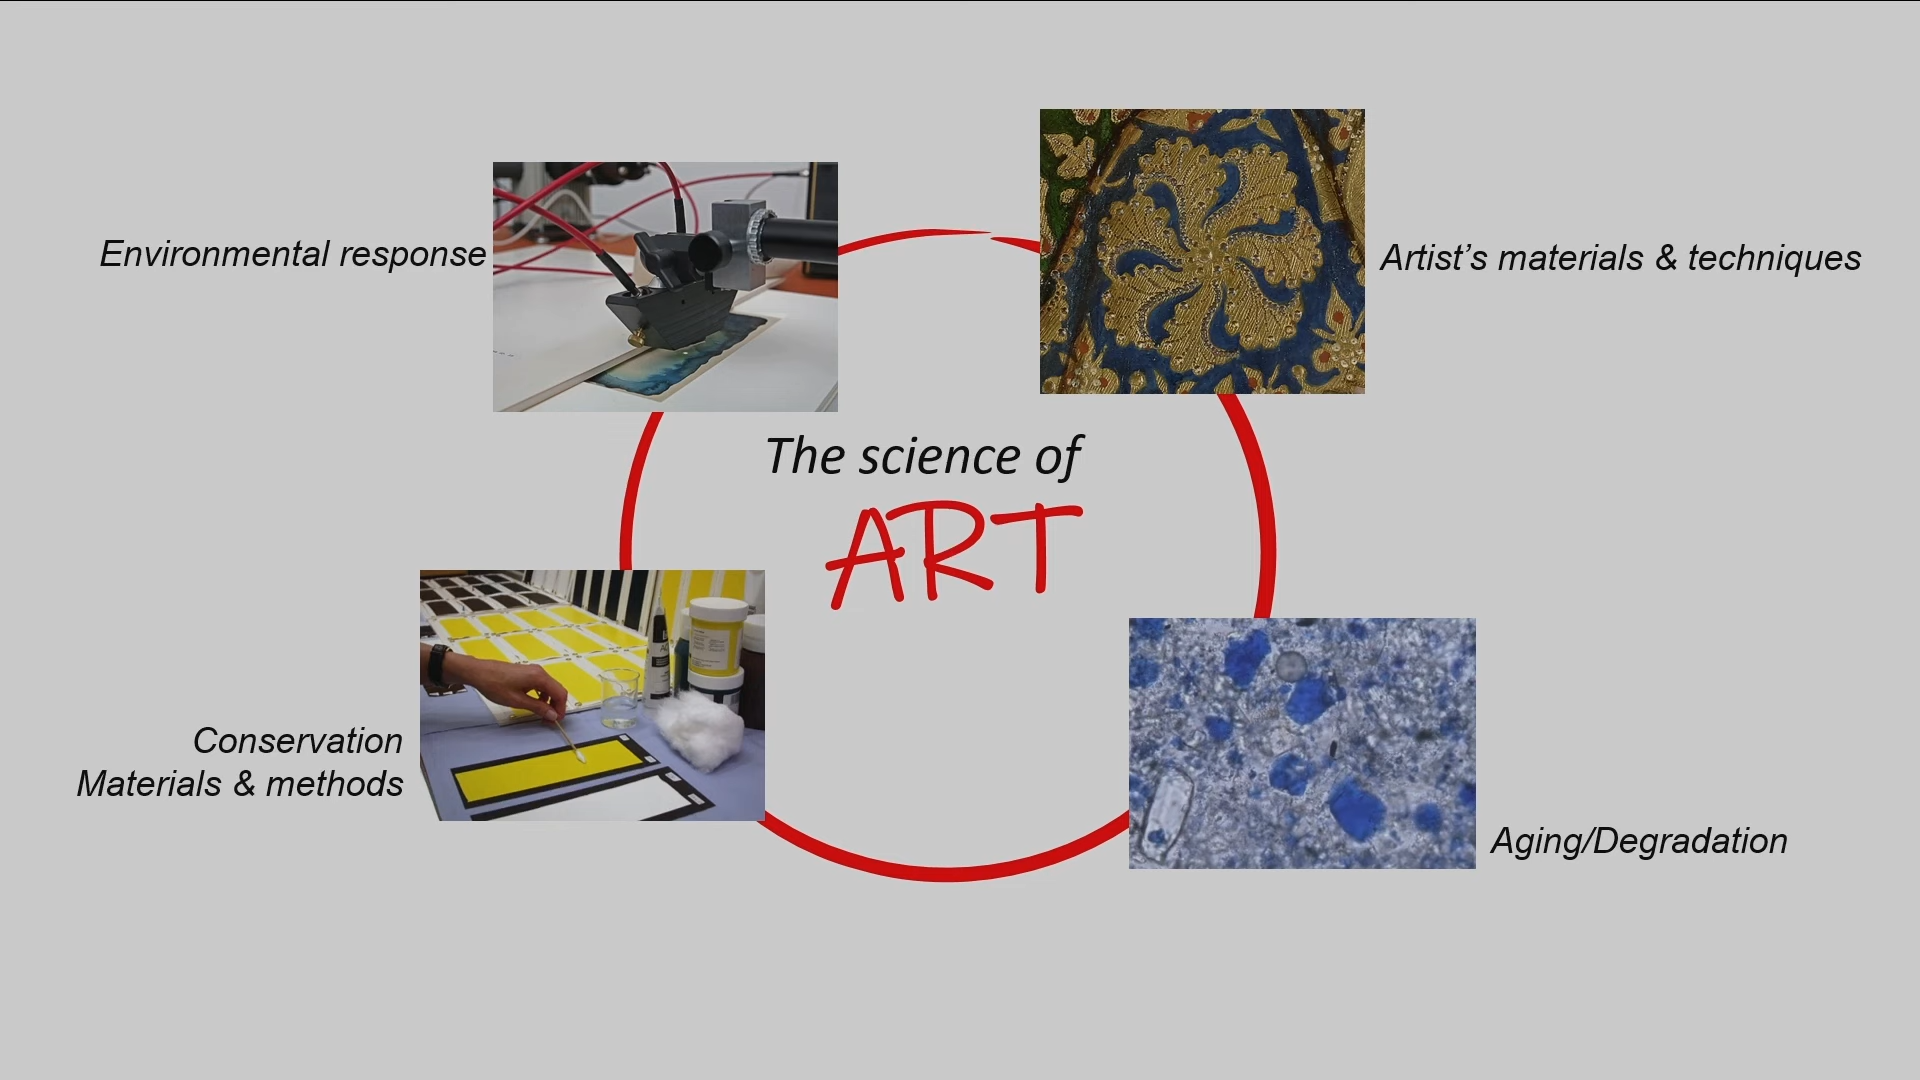 Environmental response
Artist’s materials & techniques
The science of
ART
Conservation
Materials & methods
Aging/Degradation